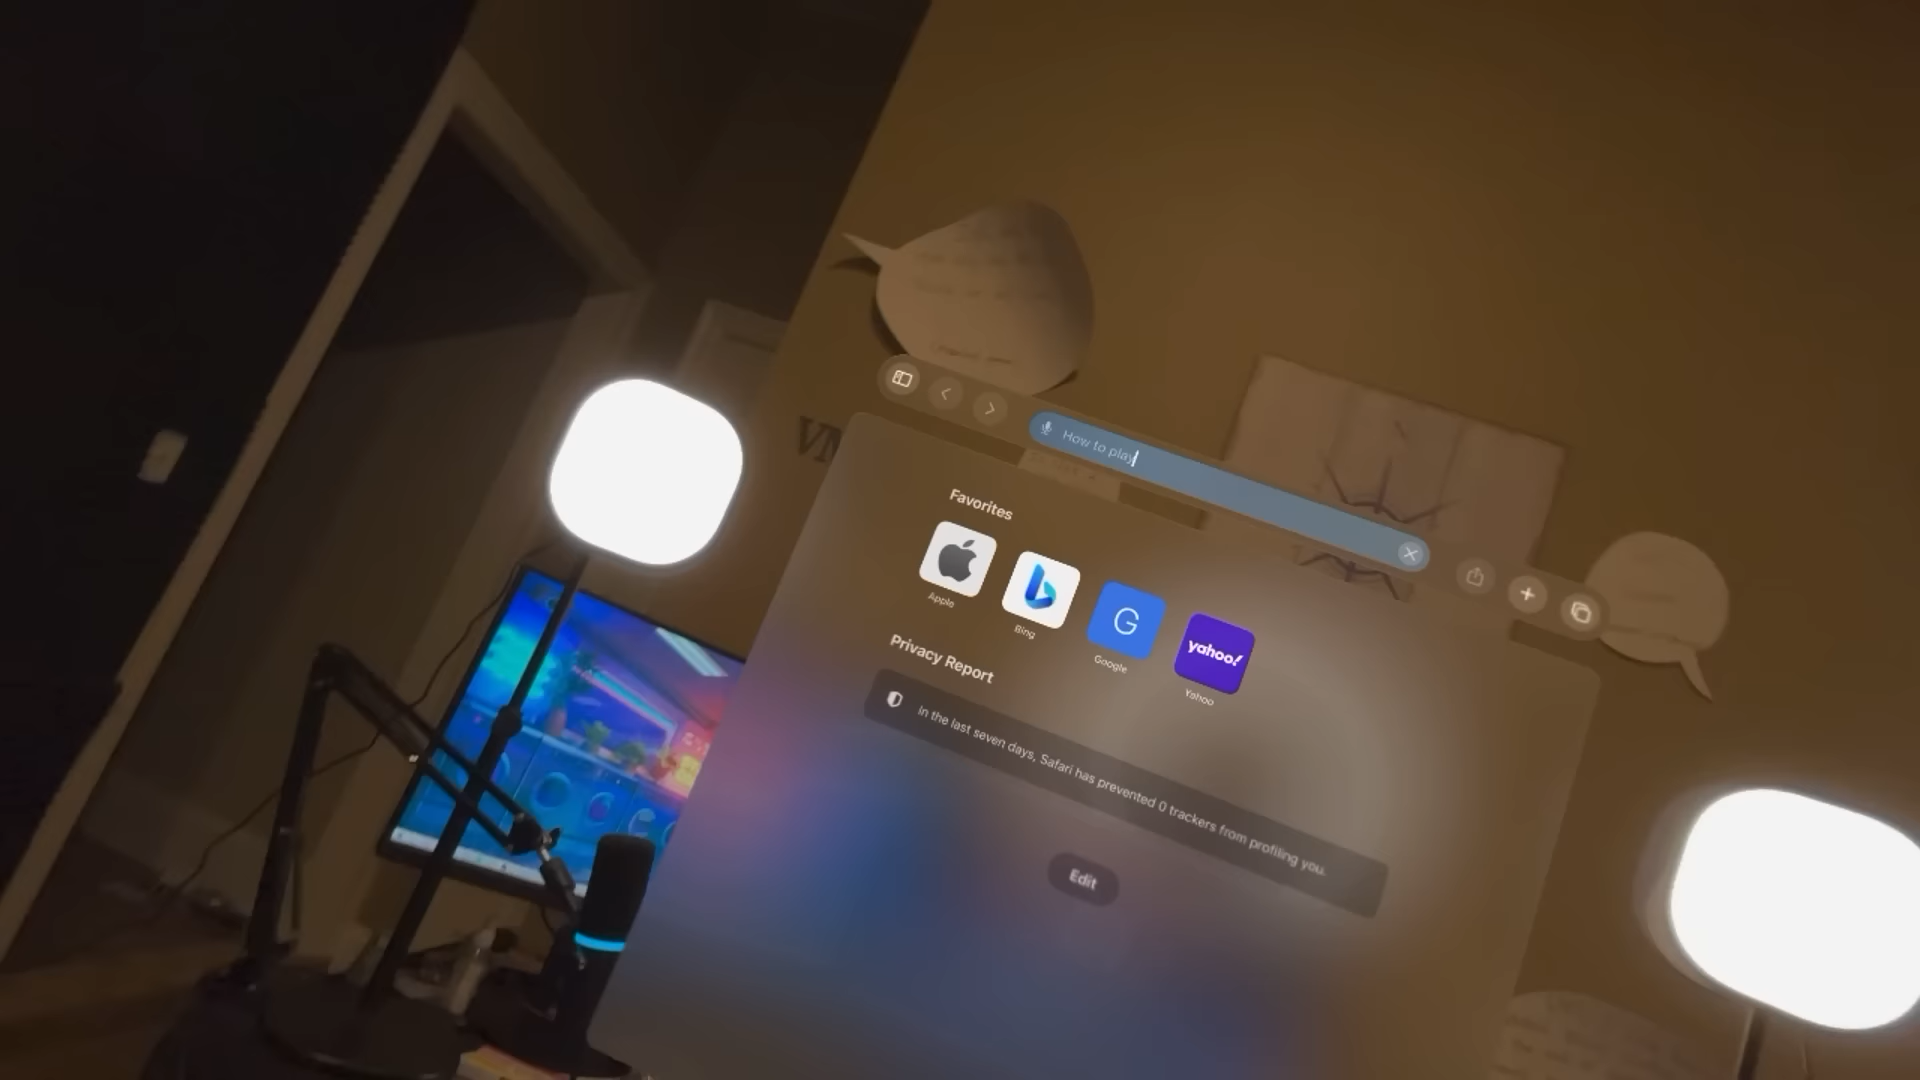 VM
How to play
Favorites
Apple
Bing
G
Google
yahoo!
Yahoo
Privacy Report
In the last seven days, Safari has prevented 0 trackers from profiling you.
Edit